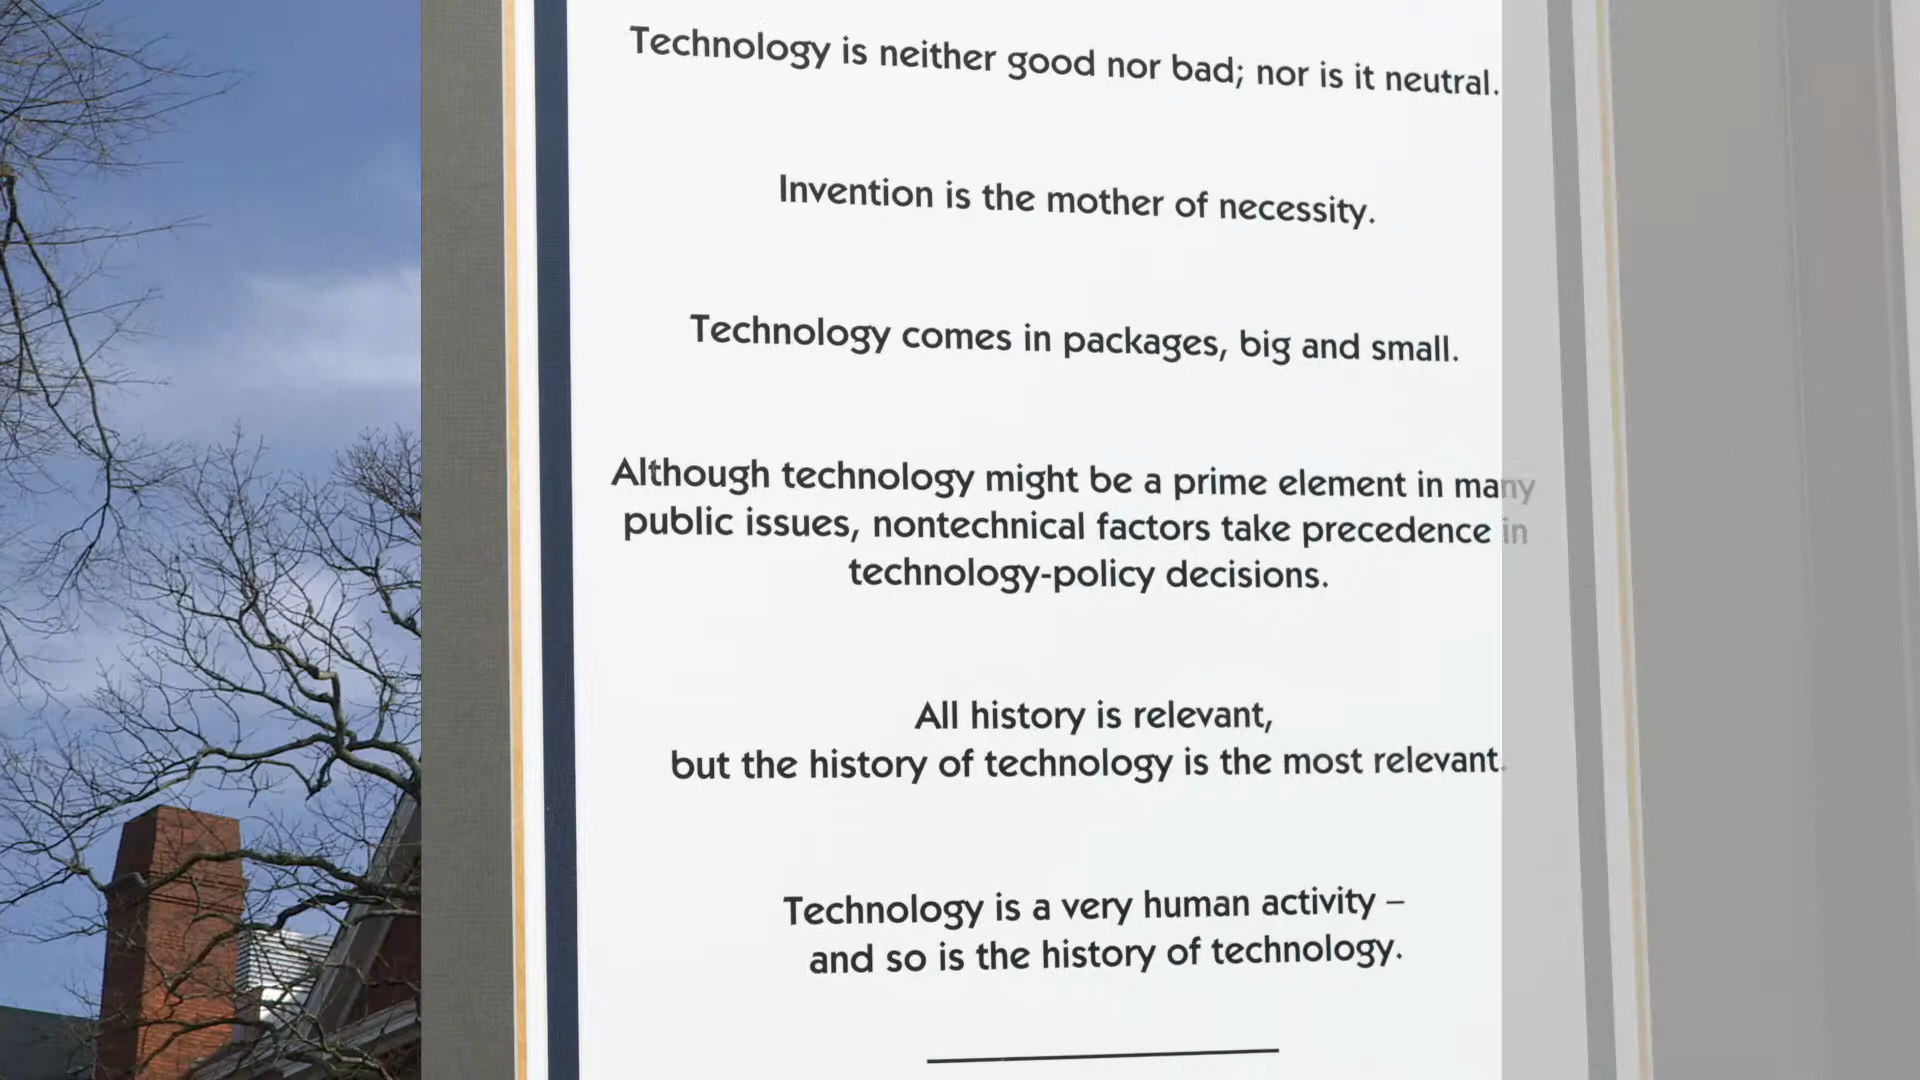 Technology is neither good nor bad; nor is it neutral.
Invention is the mother of necessity.
Technology comes in packages, big and small.
Although technology might be a prime element in many
public issues, nontechnical factors take precedence in
technology-policy decisions.
All history is relevant,
but the history of technology is the most relevant.
Technology is a very human activity –
and so is the history of technology.